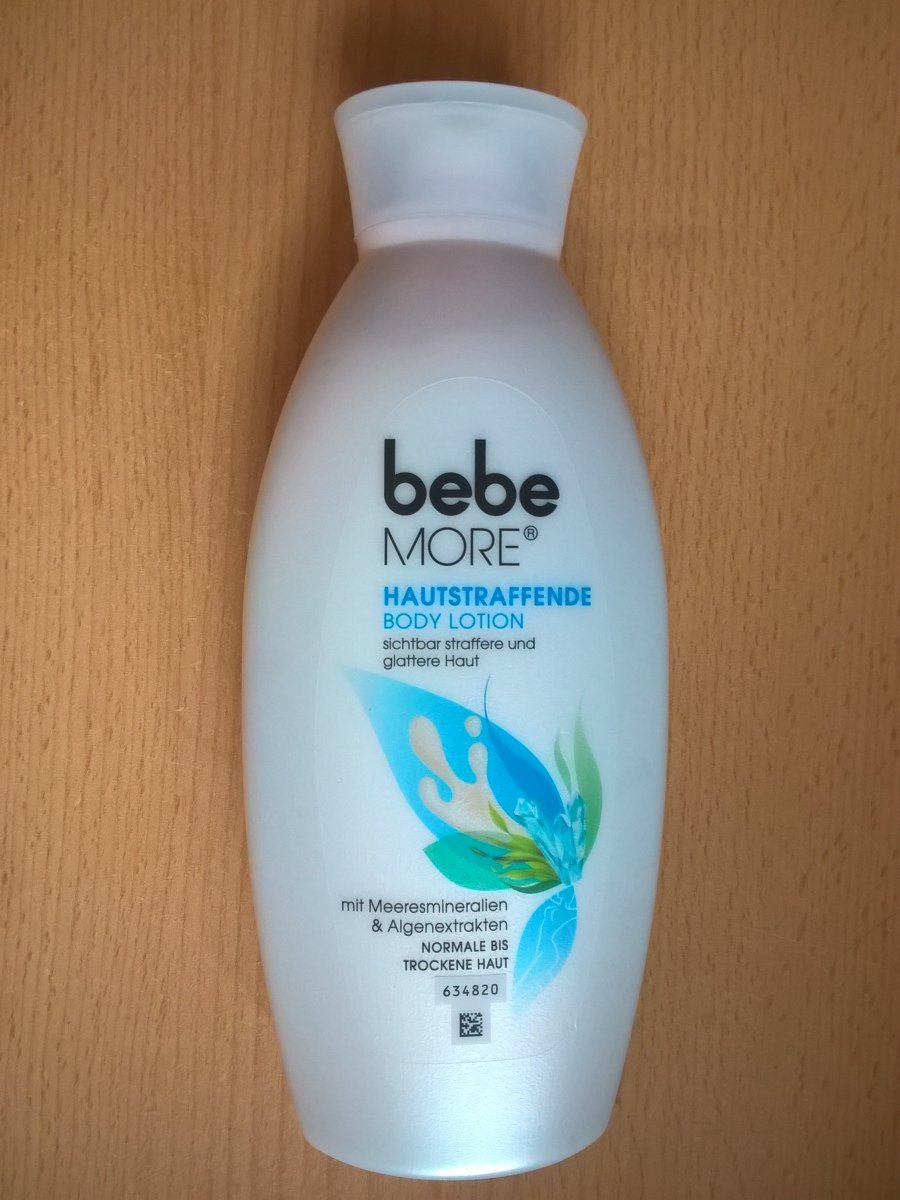 bebe
MORE®
HAUTSTRAFFENDE
BODY LOTION
sichtbar straffere und
glattere Haut
mit Meeresmineralien
& Algenextrakten
NORMALE BIS
TROCKENE HAUT
634820